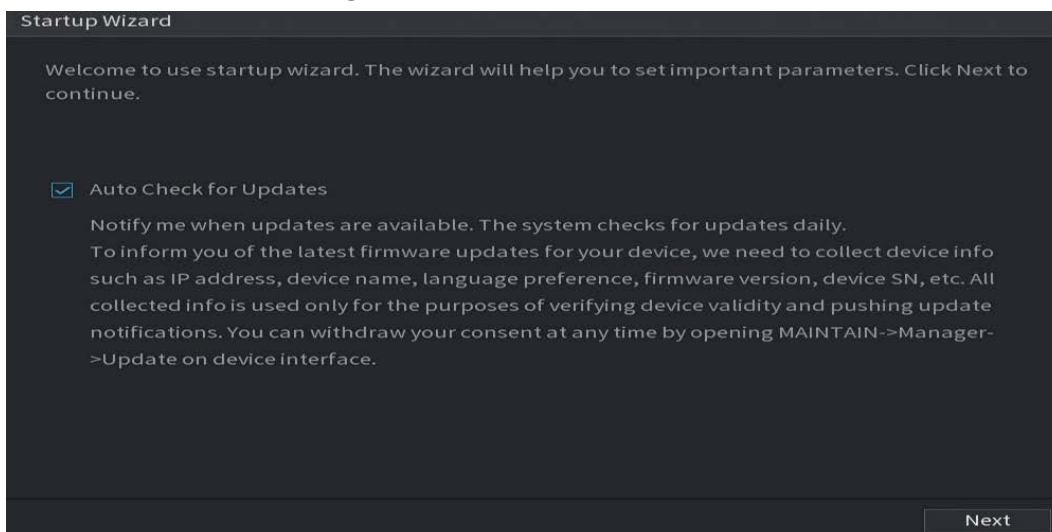 Startup Wizard
Welcome to use startup wizard. The wizard will help you to set important parameters. Click Next to
continue.
Auto Check for Updates
Notify me when updates are available. The system checks for updates daily.
To inform you of the latest firmware updates for your device, we need to collect device info
such as IP address, device name, language preference, firmware version, device SN, etc. All
collected info is used only for the purposes of verifying device validity and pushing update
notifications. You can withdraw your consent at any time by opening MAINTAIN->Manager-
>Update on device interface.
Next